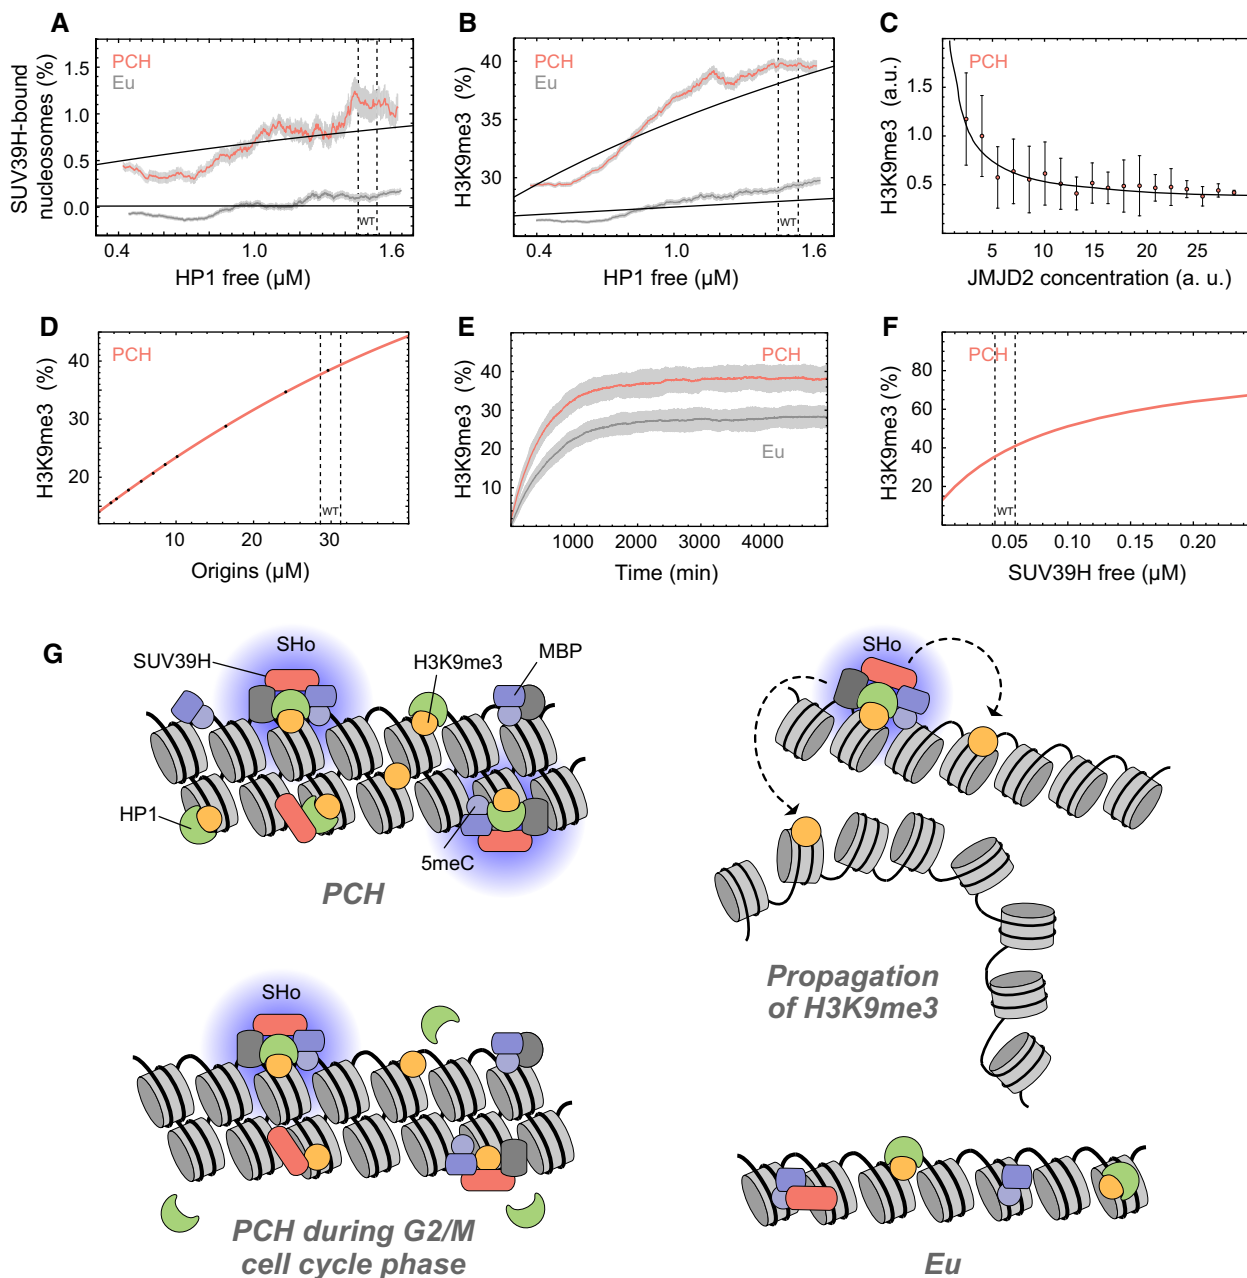 A
SUV39H-bound
nucleosomes (%)
PCH
Eu
1.5
1.0
0.5
0.0
WT
0.4
1.0
1.6
HP1 free (µM)
B
H3K9me3 (%)
PCH
Eu
40
35
30
WT
0.4
1.0
1.6
HP1 free (µM)
C
H3K9me3 (a.u.)
PCH
1.5
1.0
0.5
5
10
15
20
25
JMJD2 concentration (a. u.)
D
H3K9me3 (%)
PCH
40
30
20
WT
10
20
30
Origins (µM)
E
H3K9me3 (%)
PCH
Eu
40
30
20
10
1000
2000
3000
4000
Time (min)
F
H3K9me3 (%)
PCH
80
60
40
20
WT
0.05
0.10
0.15
0.20
SUV39H free (µM)
G
SHo
SUV39H
H3K9me3
MBP
HP1
5meC
PCH
SHo
Propagation
of H3K9me3
SHo
PCH during G2/M
cell cycle phase
Eu